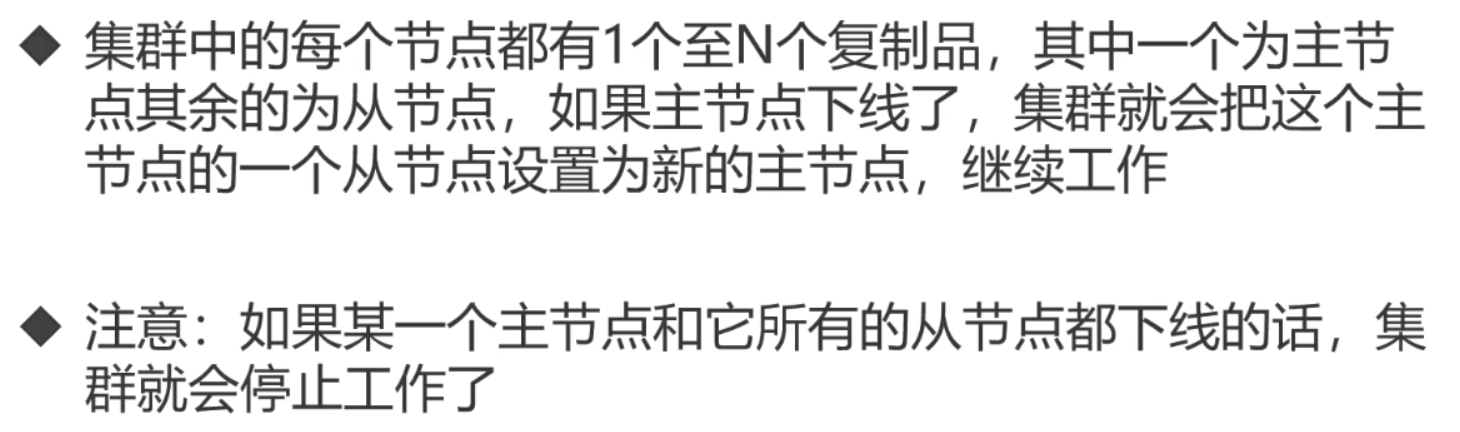 ◆ 集群中的每个节点都有1个至N个复制品，其中一个为主节
点其余的为从节点，如果主节点下线了，集群就会把这个主
节点的一个从节点设置为新的主节点，继续工作
◆ 注意：如果某一个主节点和它所有的从节点都下线的话，集
群就会停止工作了